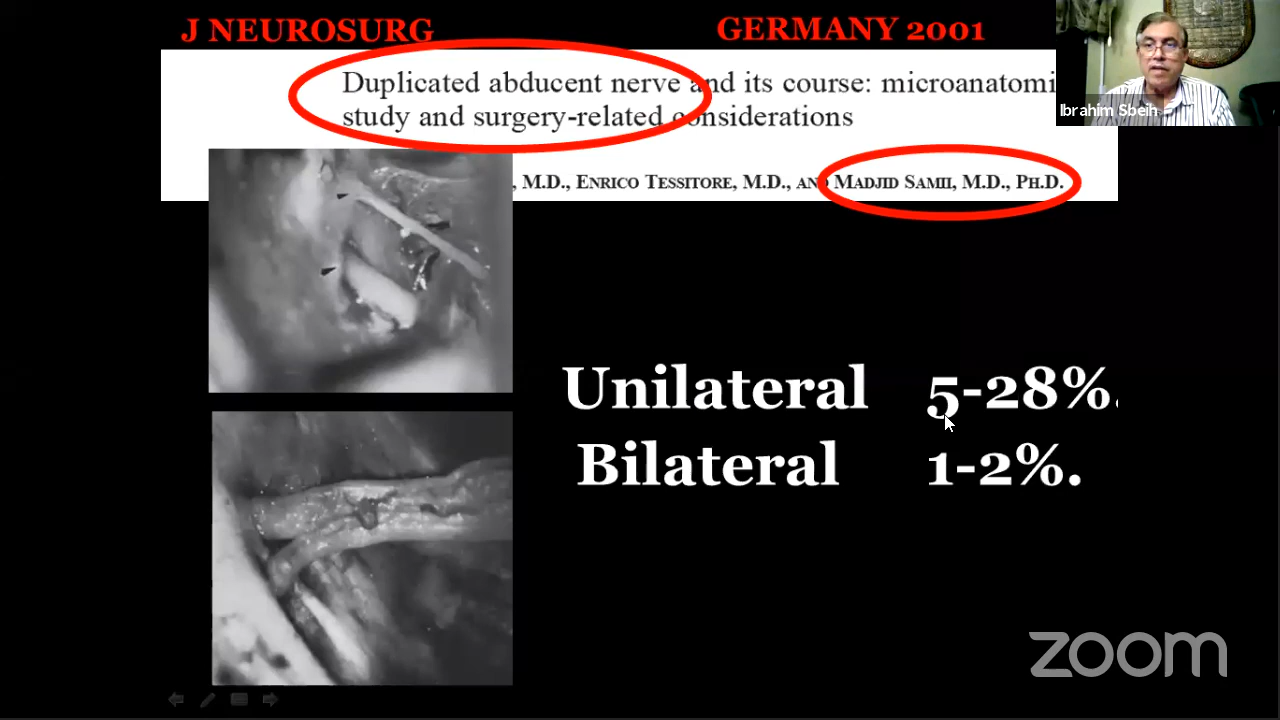 J NEUROSURG GERMANY 2001
Duplicated abducent nerve and its course: microanatomi
study and surgery-related considerations
, M.D., ENRICO TESSITORE, M.D., AND MADJID SAMII, M.D., PH.D.
Ibrahim Sbeih
Unilateral 5-28%.
Bilateral 1-2%.
zoom